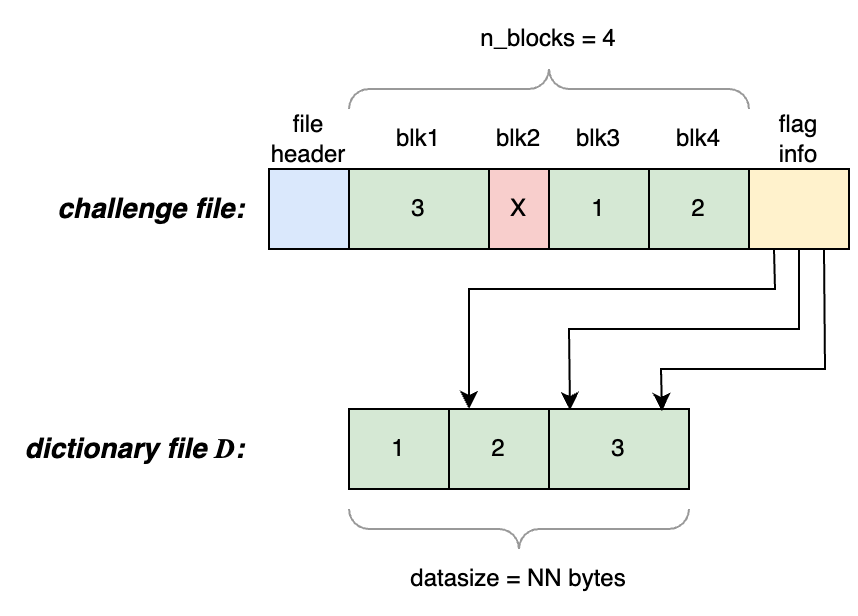 n_blocks = 4
file
header
blk1
blk2
blk3
blk4
flag
info
challenge file:
3
X
1
2
dictionary file D:
1
2
3
datasize = NN bytes